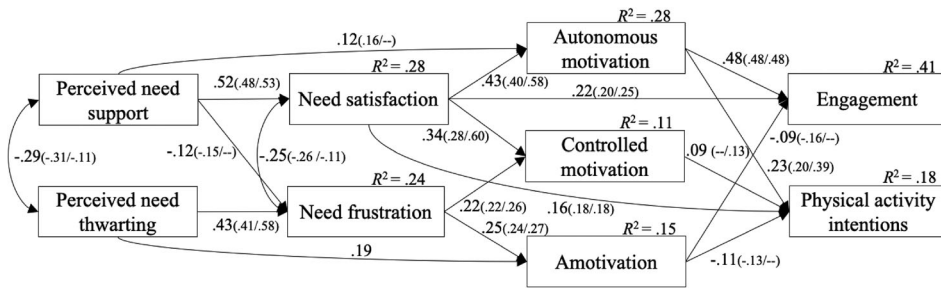 R² = .28
.12(.16/--)
Autonomous
motivation
.48(.48/.48)
R² = .28
R² = .41
Perceived need
support
.52(.48/.53)
Need satisfaction
.43(.40/.58)
.22(.20/.25)
Engagement
.34(.28/.60)
R² = .11
-.09(-.16/--)
-.29(-.31/-.11)
-.12(-.15/--)
-.25(-.26 /-.11)
Controlled
motivation
.09 (--/.13)
.23(.20/.39)
R² = .24
R² = .18
Perceived need
thwarting
.43(.41/.58)
Need frustration
.22(.22/.26)
.16(.18/.18)
Physical activity
intentions
.25(.24/.27)
R² = .15
.19
Amotivation
-.11(-.13/--)